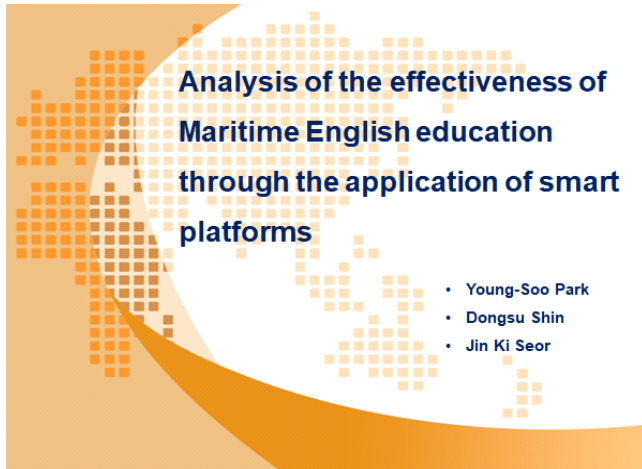 Analysis of the effectiveness of
Maritime English education
through the application of smart
platforms
• Young-Soo Park
• Dongsu Shin
• Jin Ki Seor